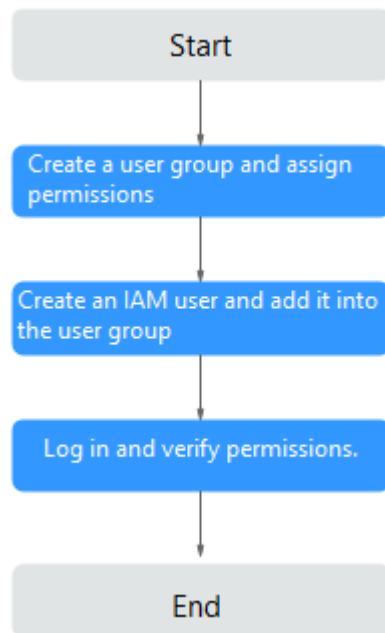 Start
Create a user group and assign
permissions
Create an IAM user and add it into
the user group
Log in and verify permissions.
End